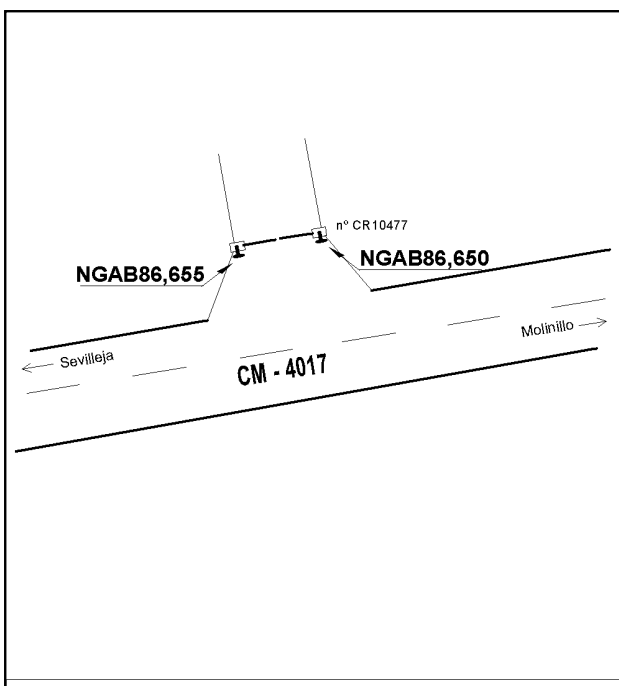 nº CR10477
NGAB86,655
NGAB86,650
Sevilleja
Molinillo
CM - 4017